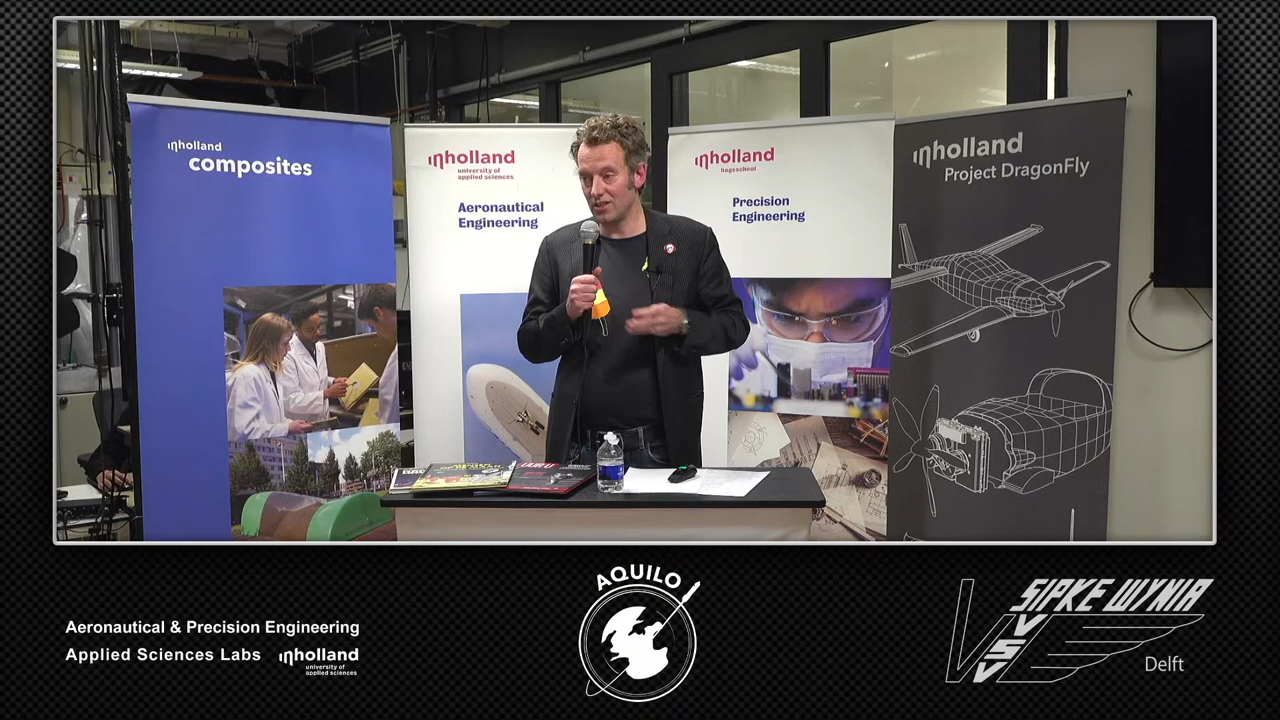 inholland
composites
inholland
university of
applied sciences
Aeronautical
Engineering
inholland
hogeschool
Precision
Engineering
inholland
Project DragonFly
Aeronautical & Precision Engineering
Applied Sciences Labs
inholland
university of
applied sciences
AQUILO
SIPKE WYNIA
VSV
Delft